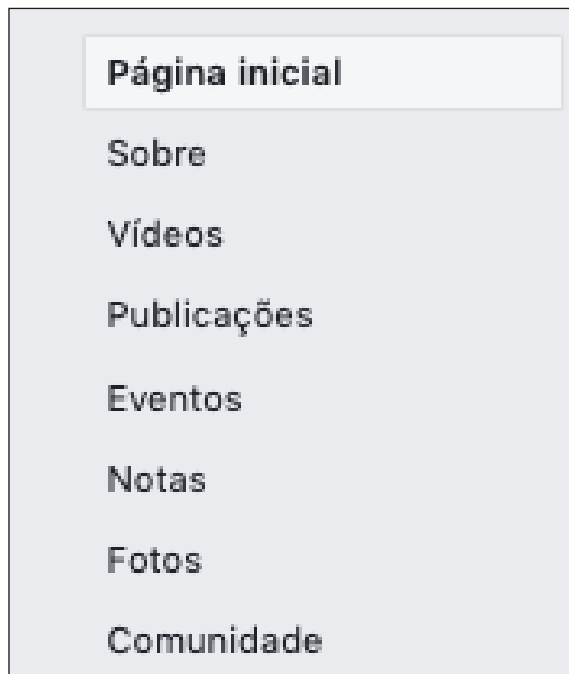 Página inicial
Sobre
Vídeos
Publicações
Eventos
Notas
Fotos
Comunidade